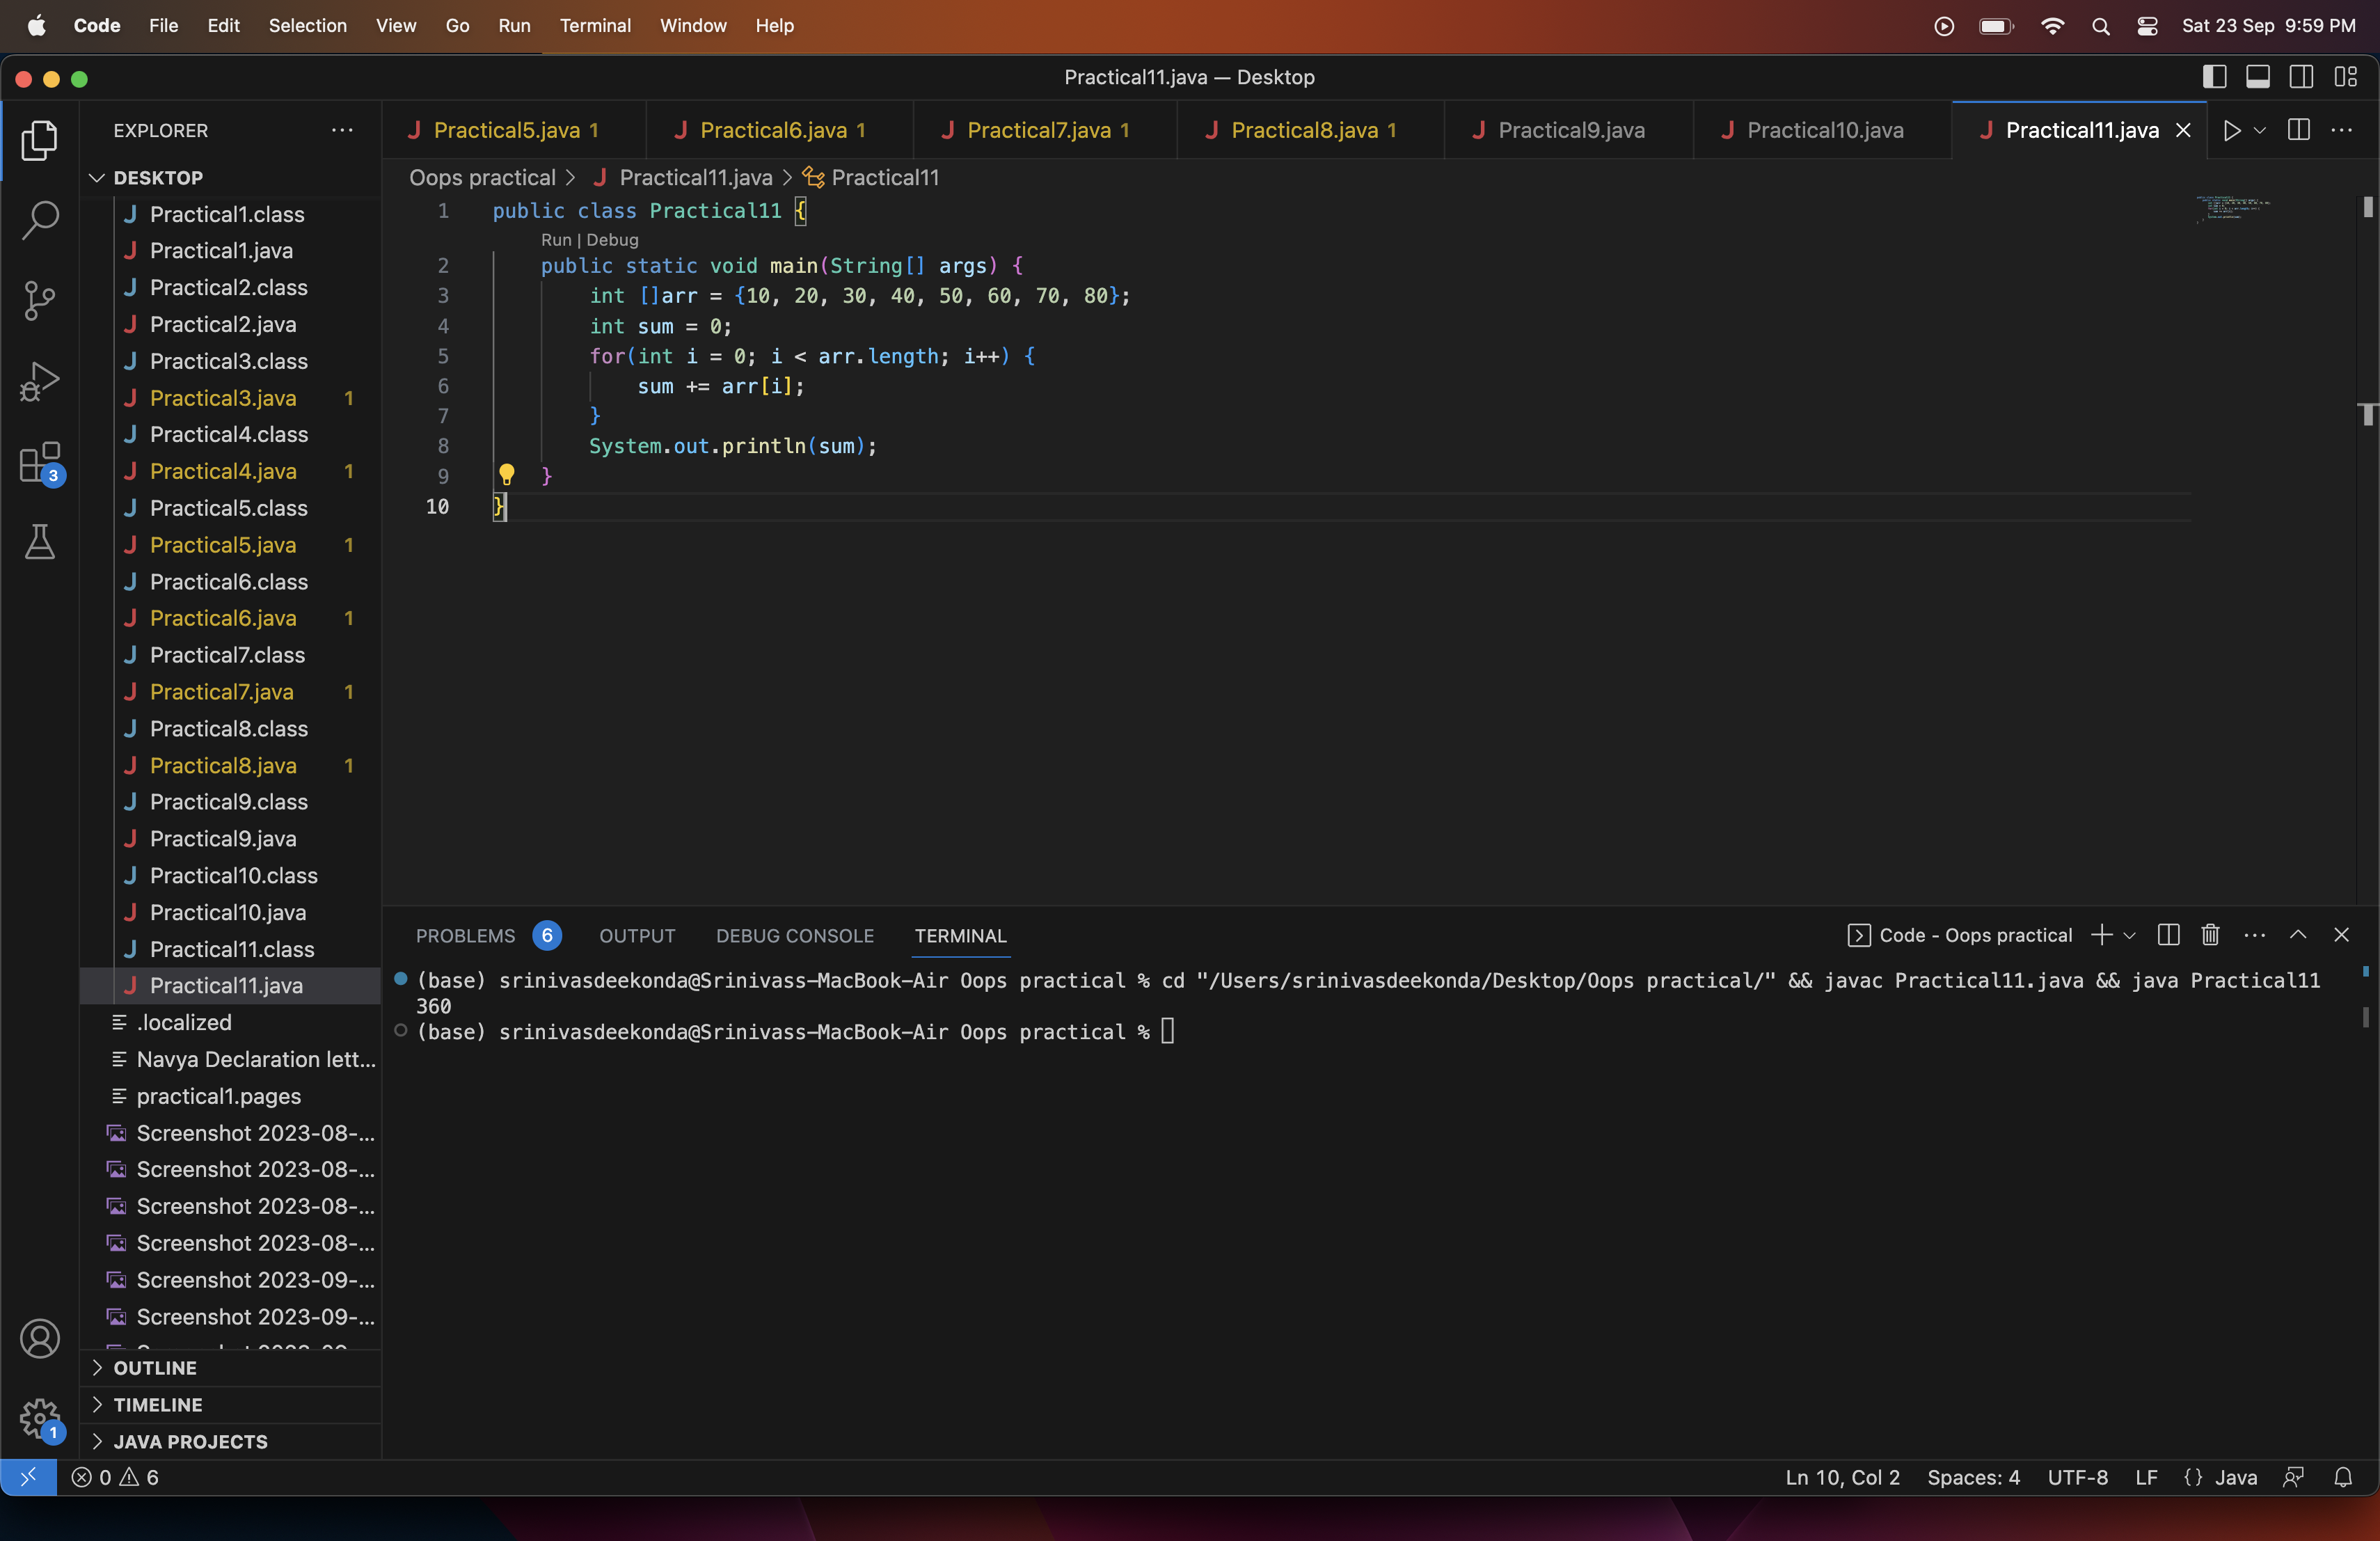 Code File Edit Selection View Go Run Terminal Window Help Sat 23 Sep 9:59 PM
Practical11.java — Desktop
EXPLORER
Practical5.java 1 Practical6.java 1 Practical7.java 1 Practical8.java 1 Practical9.java Practical10.java Practical11.java
DESKTOP
Practical1.class
Practical1.java
Practical2.class
Practical2.java
Practical3.class
Practical3.java 1
Practical4.class
Practical4.java 1
Practical5.class
Practical5.java 1
Practical6.class
Practical6.java 1
Practical7.class
Practical7.java 1
Practical8.class
Practical8.java 1
Practical9.class
Practical9.java
Practical10.class
Practical10.java
Practical11.class
Practical11.java
.localized
Navya Declaration lett...
practical1.pages
Screenshot 2023-08-...
Screenshot 2023-08-...
Screenshot 2023-08-...
Screenshot 2023-08-...
Screenshot 2023-09-...
Screenshot 2023-09-...
OUTLINE
TIMELINE
JAVA PROJECTS
3
1
Oops practical > Practical11.java > Practical11
1 public class Practical11 {
Run | Debug
2 public static void main(String[] args) {
3 int []arr = {10, 20, 30, 40, 50, 60, 70, 80};
4 int sum = 0;
5 for(int i = 0; i < arr.length; i++) {
6 sum += arr[i];
7 }
8 System.out.println(sum);
9 }
10 }
PROBLEMS 6 OUTPUT DEBUG CONSOLE TERMINAL Code - Oops practical
(base) srinivasdeekonda@Srinivass-MacBook-Air Oops practical % cd "/Users/srinivasdeekonda/Desktop/Oops practical/" && javac Practical11.java && java Practical11
360
(base) srinivasdeekonda@Srinivass-MacBook-Air Oops practical %
0 6 Ln 10, Col 2 Spaces: 4 UTF-8 LF {} Java